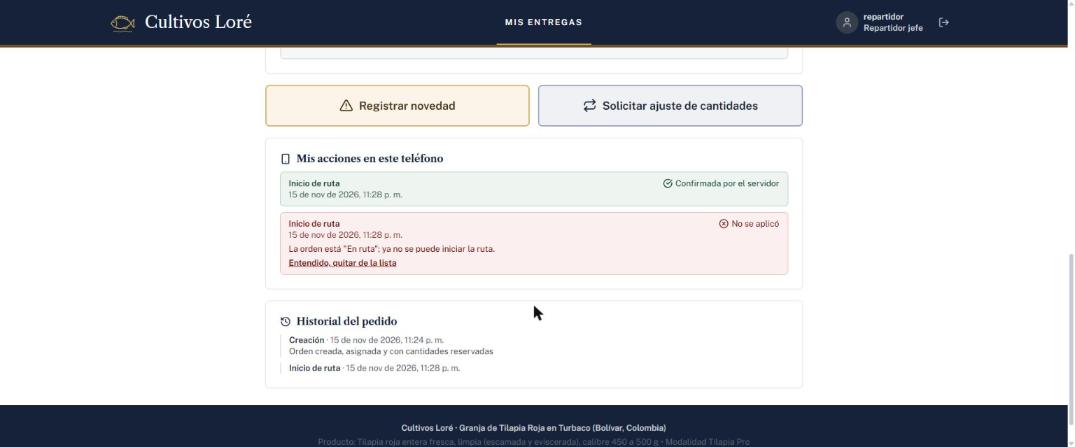 Cultivos Loré
MIS ENTREGAS
repartidor
Repartidor jefe
Registrar novedad
Solicitar ajuste de cantidades
Mis acciones en este teléfono
Inicio de ruta
Confirmada por el servidor
15 de nov de 2026, 11:28 p. m.
Inicio de ruta
No se aplicó
15 de nov de 2026, 11:28 p. m.
La orden está "En ruta"; ya no se puede iniciar la ruta.
Entendido, quitar de la lista
Historial del pedido
Creación · 15 de nov de 2026, 11:24 p. m.
Orden creada, asignada y con cantidades reservadas
Inicio de ruta · 15 de nov de 2026, 11:28 p. m.
Cultivos Loré · Granja de Tilapia Roja en Turbaco (Bolívar, Colombia)
Producto: Tilapia roja entera fresca, limpia (escamada y eviscerada), calibre 450 a 500 g · Modalidad Tilapia Pro